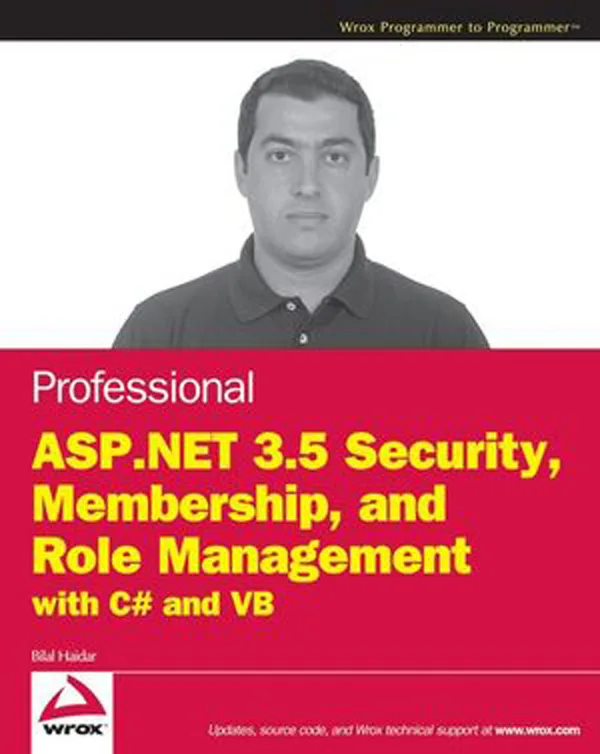 Wrox Programmer to Programmer™
Professional
ASP.NET 3.5 Security,
Membership, and
Role Management
with C# and VB
Bilal Haidar
wrox™
Updates, source code, and Wrox technical support at www.wrox.com